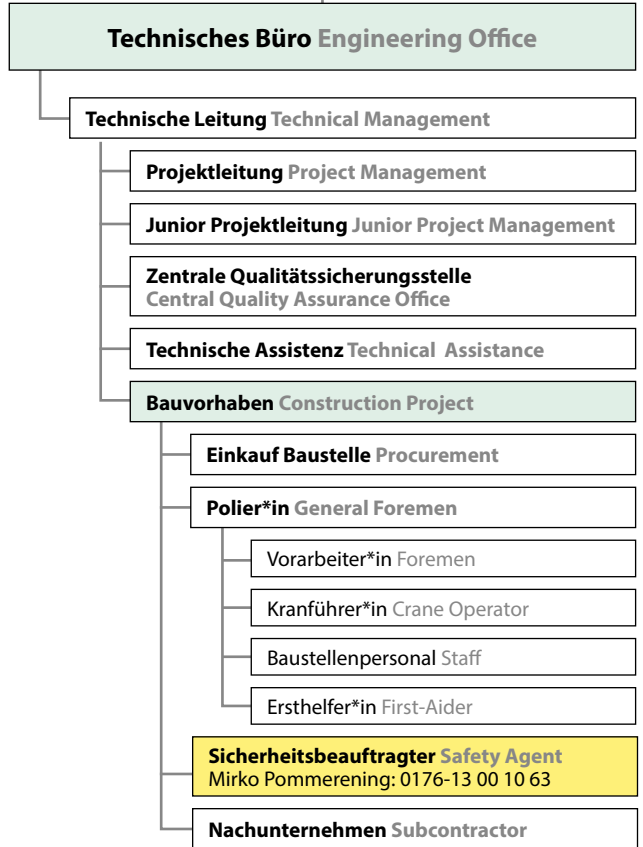 Technisches Büro Engineering Office
Technische Leitung Technical Management
Projektleitung Project Management
Junior Projektleitung Junior Project Management
Zentrale Qualitätssicherungsstelle
Central Quality Assurance Office
Technische Assistenz Technical Assistance
Bauvorhaben Construction Project
Einkauf Baustelle Procurement
Polier*in General Foremen
Vorarbeiter*in Foremen
Kranführer*in Crane Operator
Baustellenpersonal Staff
Ersthelfer*in First-Aider
Sicherheitsbeauftragter Safety Agent
Mirko Pommerening: 0176-13 00 10 63
Nachunternehmen Subcontractor